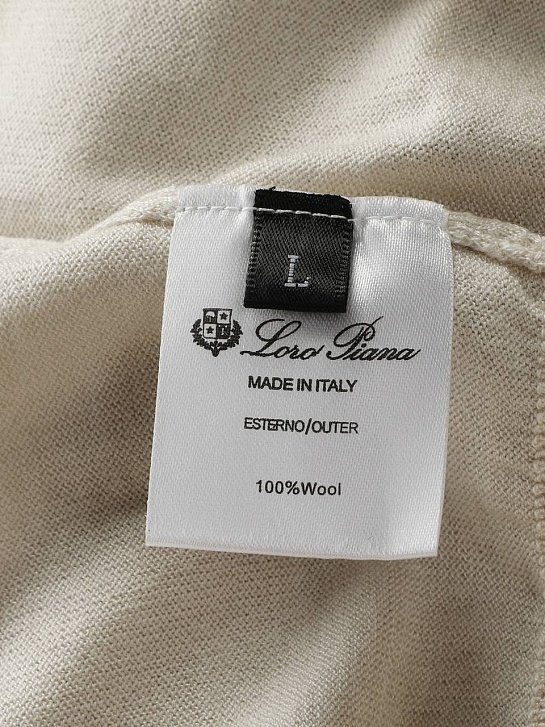 L
Loro Piana
MADE IN ITALY
ESTERNO/OUTER
100%Wool